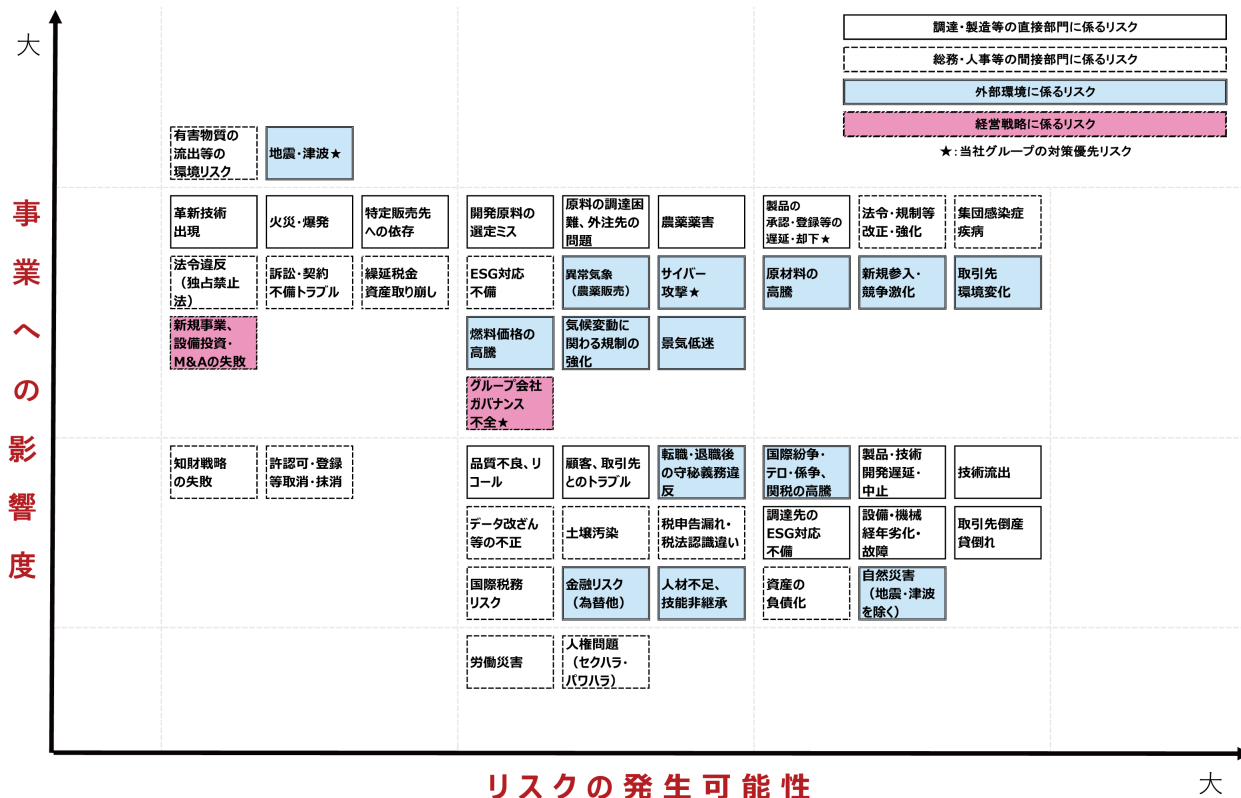 大
調達・製造等の直接部門に係るリスク
総務・人事等の間接部門に係るリスク
外部環境に係るリスク
経営戦略に係るリスク
★：当社グループの対策優先リスク
事業への影響度
有害物質の
流出等の
環境リスク
地震・津波★
革新技術
出現
火災・爆発
特定販売先
への依存
開発原料の
選定ミス
原料の調達困
難、外注先の
問題
農薬薬害
製品の
承認・登録等の
遅延・却下★
法令・規制等
改正・強化
集団感染症
疾病
法令違反
（独占禁止
法）
訴訟・契約
不備トラブル
繰延税金
資産取り崩し
ESG対応
不備
異常気象
（農薬販売）
サイバー
攻撃★
原材料の
高騰
新規参入・
競争激化
取引先
環境変化
新規事業、
設備投資・
M&Aの失敗
燃料価格の
高騰
気候変動に
関わる規制の
強化
景気低迷
グループ会社
ガバナンス
不全★
知財戦略
の失敗
許認可・登録
等取消・抹消
品質不良、リ
コール
顧客、取引先
とのトラブル
転職・退職後
の守秘義務違
反
国際紛争・
テロ・係争、
関税の高騰
製品・技術
開発遅延・
中止
技術流出
データ改ざん
等の不正
土壌汚染
税申告漏れ・
税法認識違い
調達先の
ESG対応
不備
設備・機械
経年劣化・
故障
取引先倒産
貸倒れ
国際税務
リスク
金融リスク
（為替他）
人材不足、
技能非継承
資産の
負債化
自然災害
（地震・津波
を除く）
労働災害
人権問題
（セクハラ・
パワハラ）
リスクの発生可能性
大